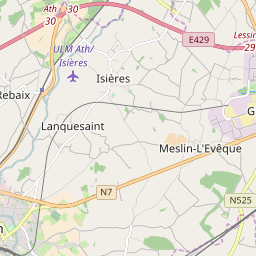 Ath /
30
30
Lessin
E429
29
ULM Ath/
Isières
Isières
Rebaix
G
Lanquesaint
Meslin-L'Evêque
N7
N525